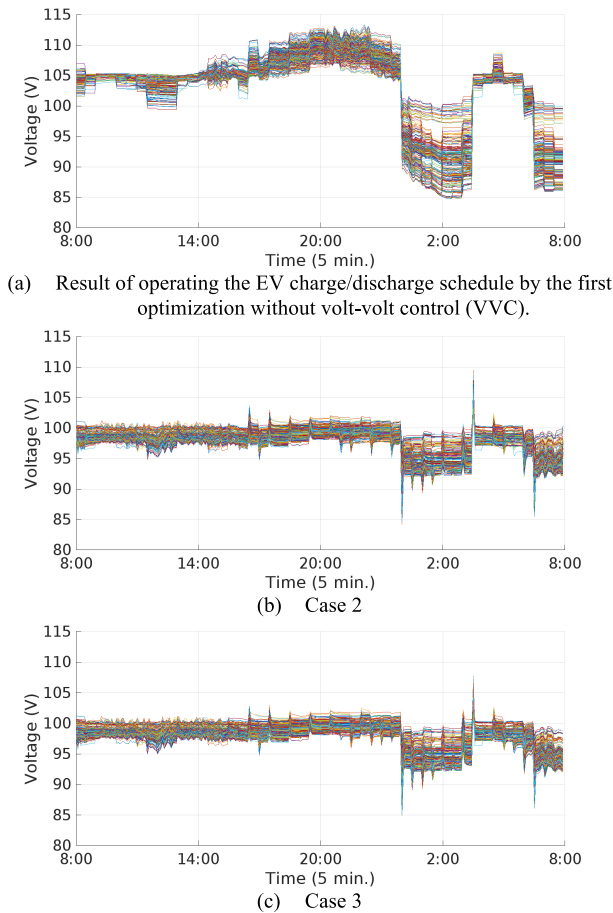 115
110
105
100
95
90
85
80
Voltage (V)
8:00 14:00 20:00 2:00 8:00
Time (5 min.)
(a) Result of operating the EV charge/discharge schedule by the first
optimization without volt-volt control (VVC).
115
110
105
100
95
90
85
80
Voltage (V)
8:00 14:00 20:00 2:00 8:00
Time (5 min.)
(b) Case 2
115
110
105
100
95
90
85
80
Voltage (V)
8:00 14:00 20:00 2:00 8:00
Time (5 min.)
(c) Case 3